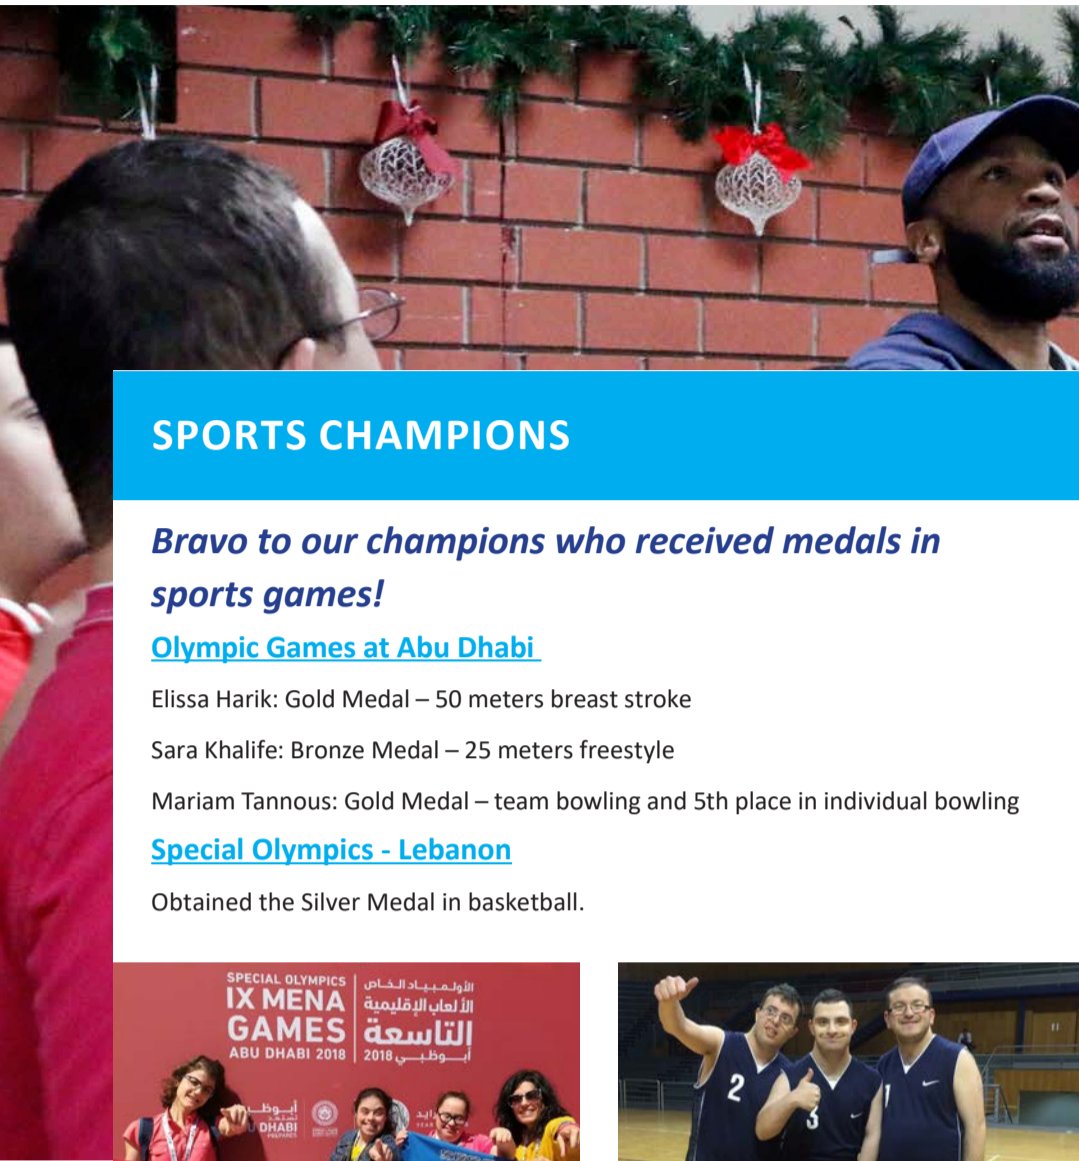 SPORTS CHAMPIONS
Bravo to our champions who received medals in
sports games!
Olympic Games at Abu Dhabi
Elissa Harik: Gold Medal – 50 meters breast stroke
Sara Khalife: Bronze Medal – 25 meters freestyle
Mariam Tannous: Gold Medal – team bowling and 5th place in individual bowling
Special Olympics - Lebanon
Obtained the Silver Medal in basketball.
SPECIAL OLYMPICS
IX MENA
GAMES
ABU DHABI 2018
الأولمبياد الخاص
الألعاب الإقليمية
التاسعة
أبوظبي 2018
أبوظبي
DHABI
2
3
1